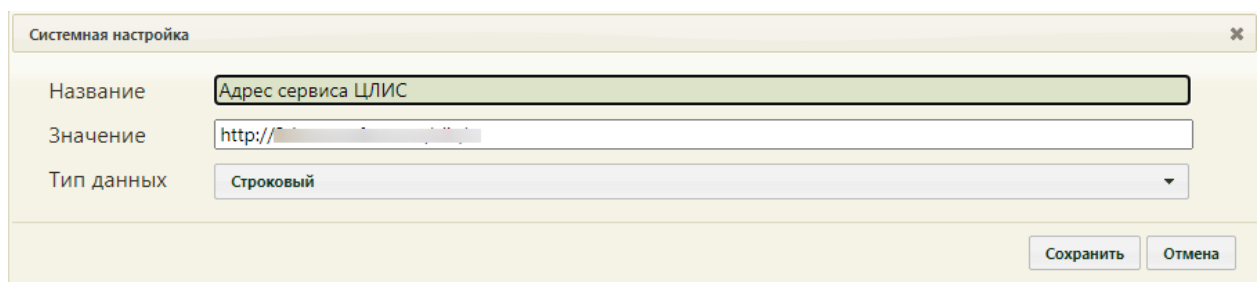 Системная настройка
Название Адрес сервиса ЦЛИС
Значение http://
Тип данных Строковый
Сохранить Отмена